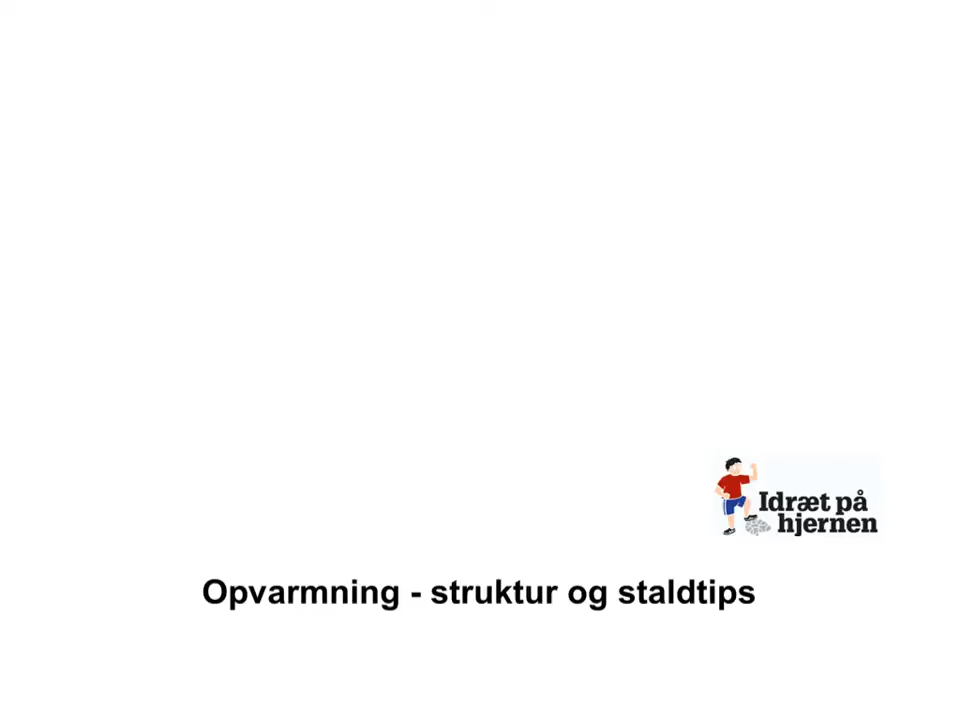 Idræt på
hjernen
Opvarmning - struktur og staldtips